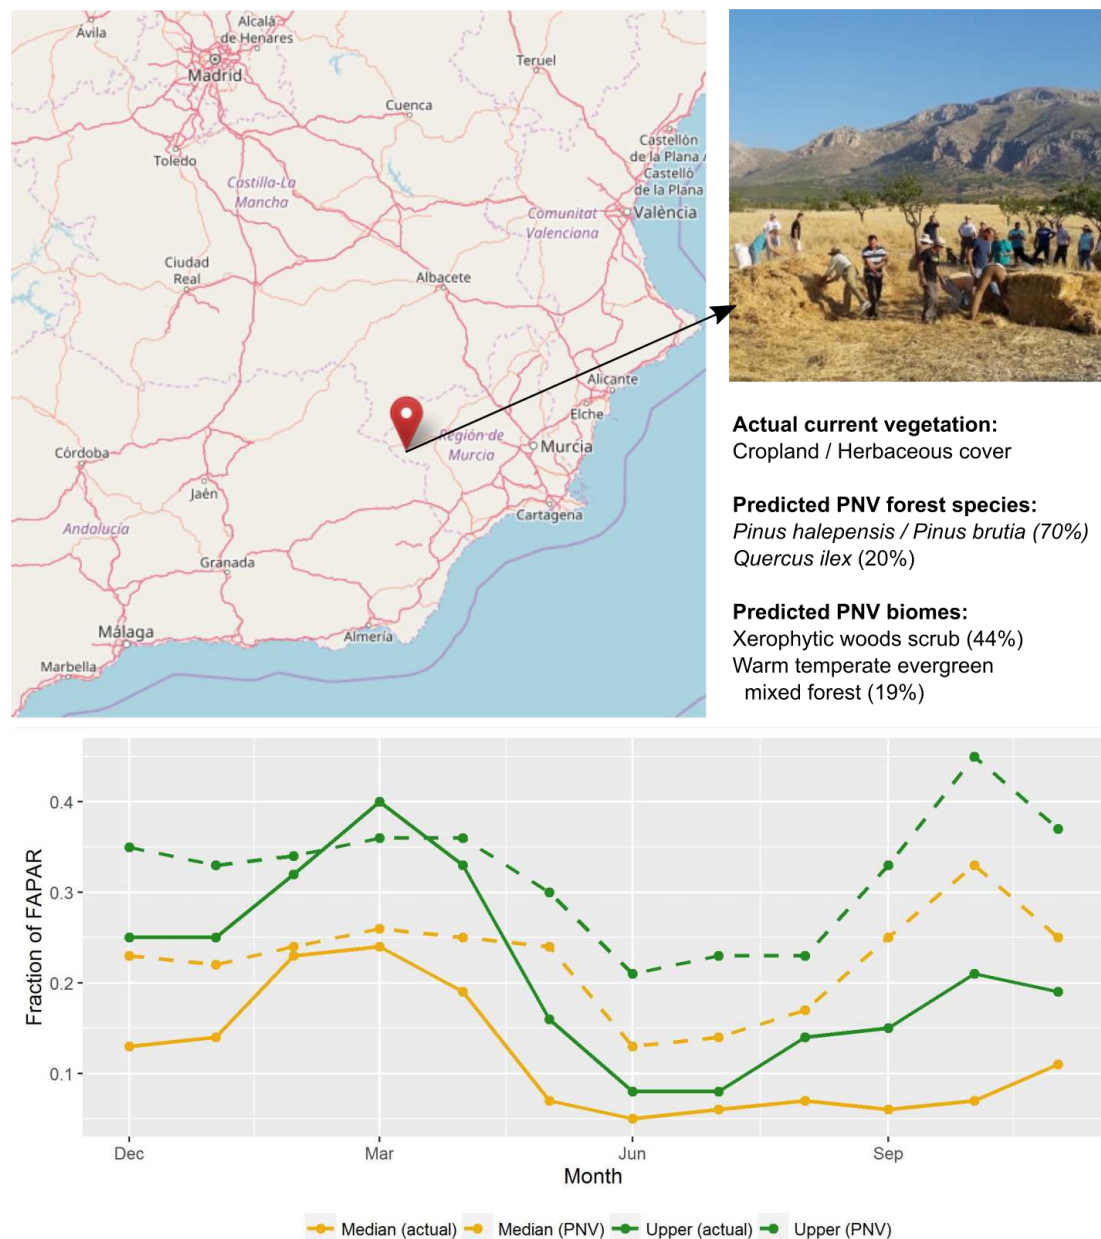 Ávila
Alcalá
de Henares
Madrid
Teruel
Cuenca
Toledo
Castellón
de la Plana /
Castelló
de la Plana
Castilla-La
Mancha
Comunitat
Valenciana
València
Ciudad
Real
Albacete
Alicante
Elche
Región de
Murcia
Murcia
Córdoba
Jaén
Cartagena
Andalucía
Granada
Málaga
Almería
Marbella
Actual current vegetation:
Cropland / Herbaceous cover
Predicted PNV forest species:
Pinus halepensis / Pinus brutia (70%)
Quercus ilex (20%)
Predicted PNV biomes:
Xerophytic woods scrub (44%)
Warm temperate evergreen
mixed forest (19%)
Fraction of FAPAR
0.4
0.3
0.2
0.1
Dec Mar Jun Sep
Month
Median (actual) Median (PNV) Upper (actual) Upper (PNV)